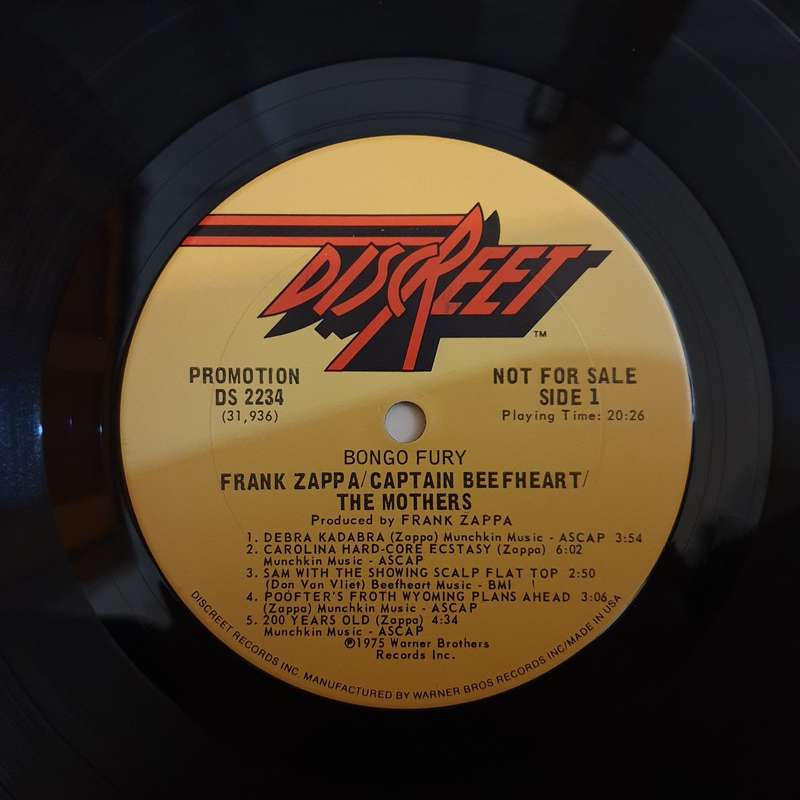 DISCREET
TM
PROMOTION
DS 2234
(31,936)
NOT FOR SALE
SIDE 1
Playing Time: 20:26
BONGO FURY
FRANK ZAPPA/CAPTAIN BEEFHEART/
THE MOTHERS
Produced by FRANK ZAPPA
1. DEBRA KADABRA (Zappa) Munchkin Music - ASCAP 3:54
2. CAROLINA HARD-CORE ECSTASY (Zappa) 6:02
Munchkin Music - ASCAP
3. SAM WITH THE SHOWING SCALP FLAT TOP 2:50
(Don Van Vliet) Beefheart Music - BMI
4. POOFTER'S FROTH WYOMING PLANS AHEAD 3:06
(Zappa) Munchkin Music - ASCAP
5. 200 YEARS OLD (Zappa) 4:34
Munchkin Music - ASCAP
℗1975 Warner Brothers
Records Inc.
DISCREET RECORDS INC. MANUFACTURED BY WARNER BROS RECORDS INC/MADE IN USA